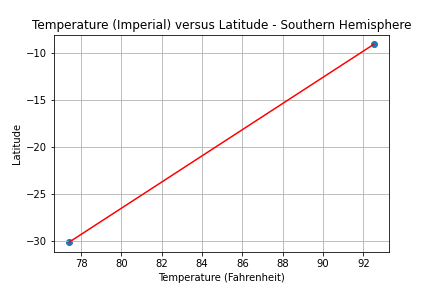 Temperature (Imperial) versus Latitude - Southern Hemisphere
−10
−15
−20
−25
−30
Latitude
78 80 82 84 86 88 90 92
Temperature (Fahrenheit)